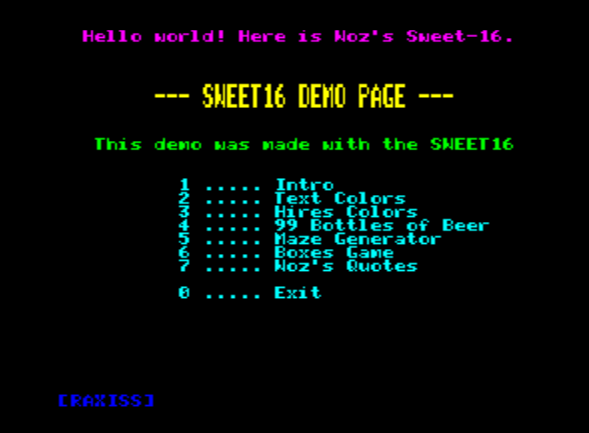 Hello world! Here is Woz's Sweet-16.
--- SWEET16 DEMO PAGE ---
This demo was made with the SWEET16
1 ..... Intro
2 ..... Text Colors
3 ..... Hires Colors
4 ..... 99 Bottles of Beer
5 ..... Maze Generator
6 ..... Boxes Game
7 ..... Woz's Quotes
0 ..... Exit
[RAXISS]